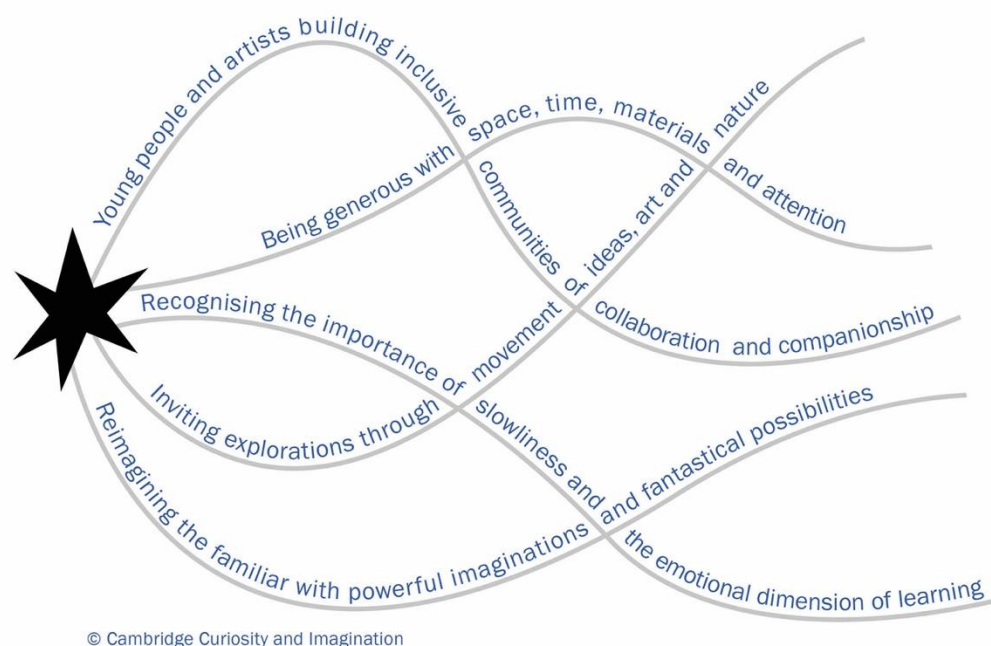 Young people and artists building inclusive communities of collaboration and companionship
Being generous with space, time, materials and attention
Recognising the importance of slowliness and the emotional dimension of learning
Inviting explorations through movement ideas, art and nature
Reimagining the familiar with powerful imaginations and fantastical possibilities
© Cambridge Curiosity and Imagination